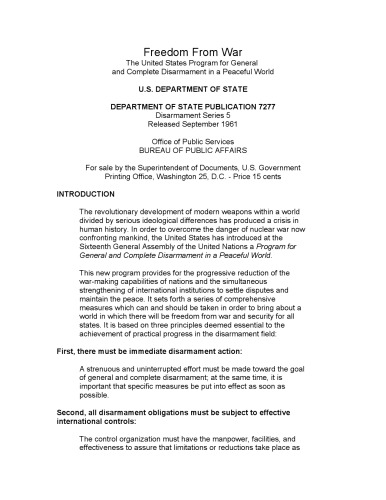 Freedom From War
The United States Program for General
and Complete Disarmament in a Peaceful World
U.S. DEPARTMENT OF STATE
DEPARTMENT OF STATE PUBLICATION 7277
Disarmament Series 5
Released September 1961
Office of Public Services
BUREAU OF PUBLIC AFFAIRS
For sale by the Superintendent of Documents, U.S. Government
Printing Office, Washington 25, D.C. - Price 15 cents
INTRODUCTION
The revolutionary development of modern weapons within a world
divided by serious ideological differences has produced a crisis in
human history. In order to overcome the danger of nuclear war now
confronting mankind, the United States has introduced at the
Sixteenth General Assembly of the United Nations a Program for
General and Complete Disarmament in a Peaceful World.
This new program provides for the progressive reduction of the
war-making capabilities of nations and the simultaneous
strengthening of international institutions to settle disputes and
maintain the peace. It sets forth a series of comprehensive
measures which can and should be taken in order to bring about a
world in which there will be freedom from war and security for all
states. It is based on three principles deemed essential to the
achievement of practical progress in the disarmament field:
First, there must be immediate disarmament action:
A strenuous and uninterrupted effort must be made toward the goal
of general and complete disarmament; at the same time, it is
important that specific measures be put into effect as soon as
possible.
Second, all disarmament obligations must be subject to effective
international controls:
The control organization must have the manpower, facilities, and
effectiveness to assure that limitations or reductions take place as